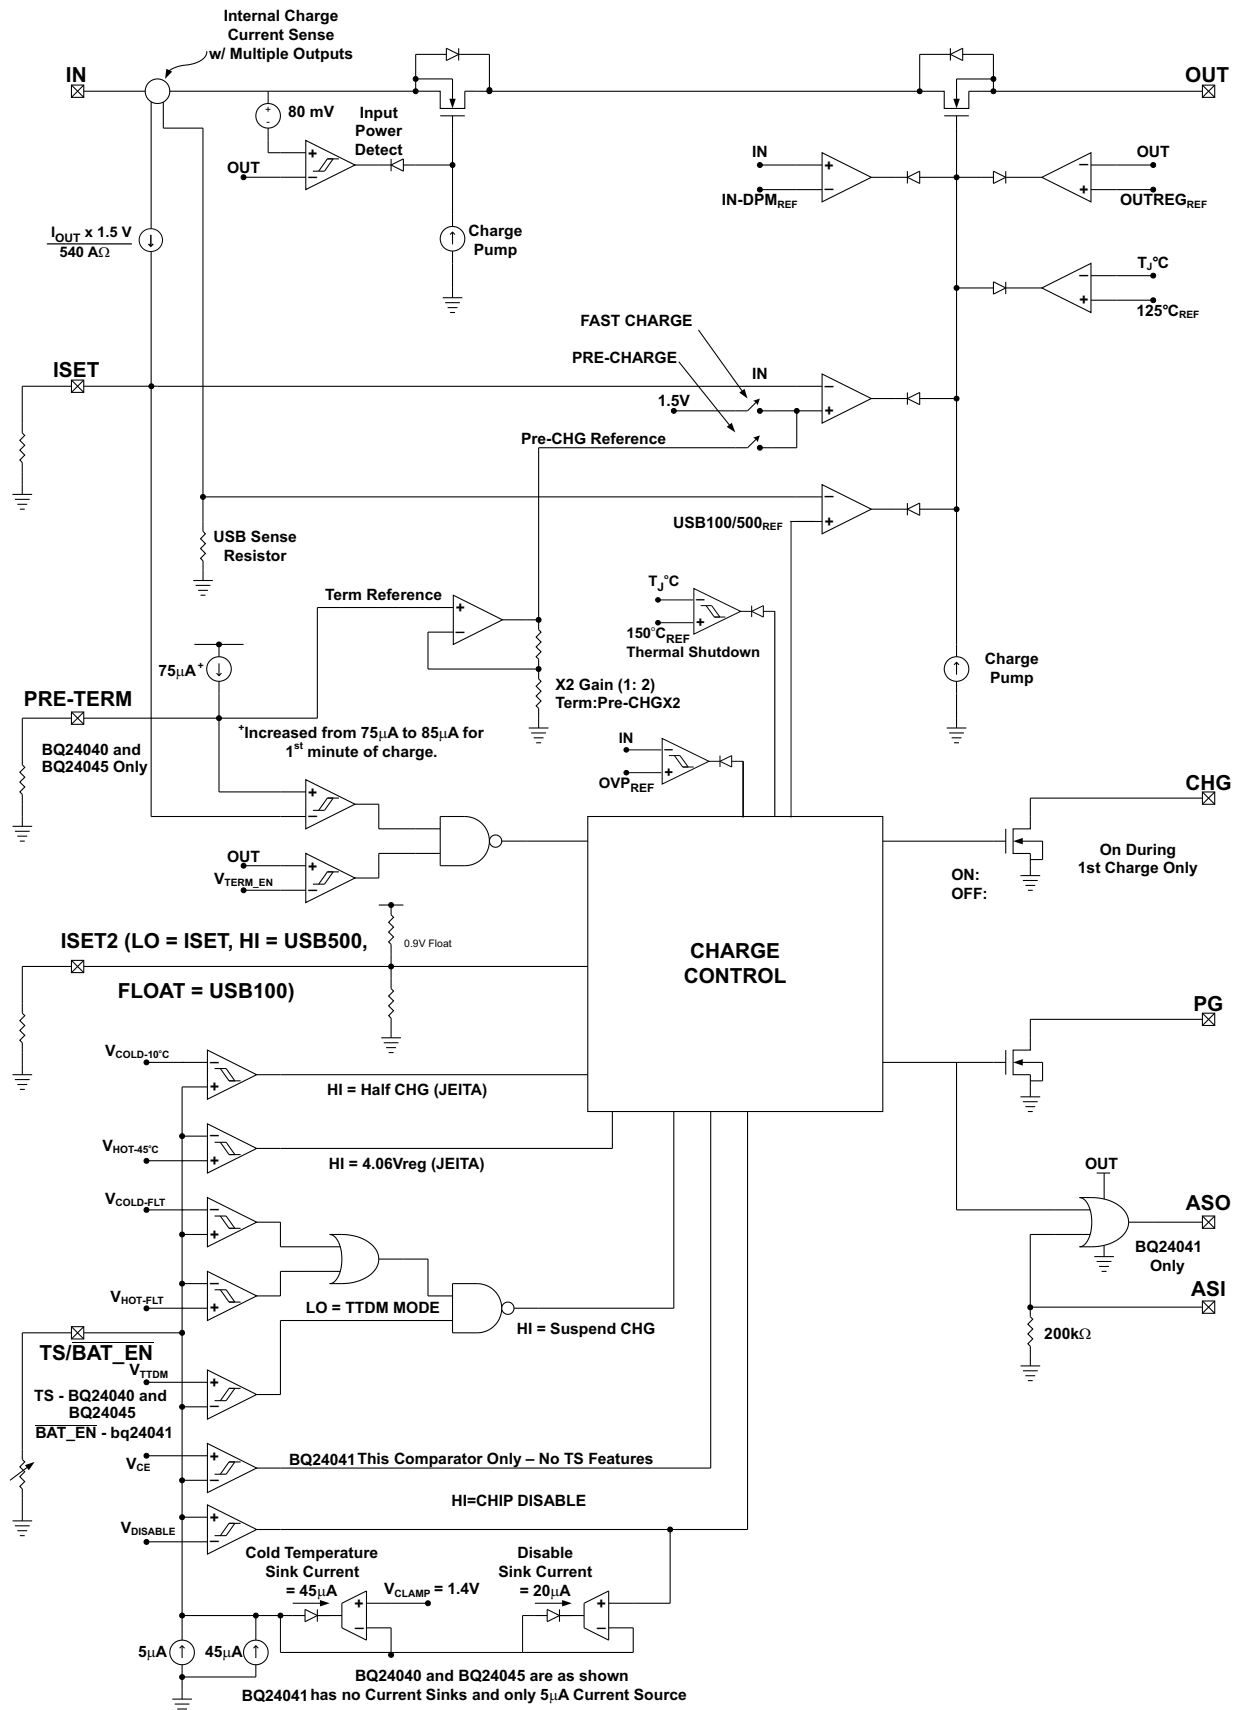 Internal Charge
Current Sense
w/ Multiple Outputs
IN
OUT
+
-
80 mV
Input
Power
Detect
OUT
+
−
IN
IN-DPMREF
+
−
OUT
OUTREGREF
−
+
IOUT x 1.5 V
540 AΩ
Charge
Pump
TJ°C
125°CREF
−
+
FAST CHARGE
PRE-CHARGE
ISET
IN
1.5V
−
+
Pre-CHG Reference
USB100/500REF
−
+
USB Sense
Resistor
Term Reference
+
−
TJ°C
150°CREF
−
+
Thermal Shutdown
75µA+
X2 Gain (1: 2)
Term:Pre-CHGX2
Charge
Pump
PRE-TERM
+Increased from 75µA to 85µA for
1st minute of charge.
BQ24040 and
BQ24045 Only
IN
OVPREF
−
+
CHG
+
−
On During
1st Charge Only
ON:
OFF:
OUT
VTERM_EN
+
−
ISET2 (LO = ISET, HI = USB500,
FLOAT = USB100)
0.9V Float
CHARGE
CONTROL
PG
VCOLD-10°C
−
+
HI = Half CHG (JEITA)
VHOT-45°C
−
+
HI = 4.06Vreg (JEITA)
VCOLD-FLT
−
+
OUT
ASO
BQ24041
Only
ASI
200kΩ
VHOT-FLT
−
+
LO = TTDM MODE
HI = Suspend CHG
TS/BAT_EN
VTTDM
+
−
TS - BQ24040 and
BQ24045
BAT_EN - bq24041
VCE
+
−
BQ24041 This Comparator Only – No TS Features
HI=CHIP DISABLE
VDISABLE
+
−
Cold Temperature
Sink Current
= 45µA
VCLAMP = 1.4V
+
−
Disable
Sink Current
= 20µA
+
−
5µA
45µA
BQ24040 and BQ24045 are as shown
BQ24041 has no Current Sinks and only 5µA Current Source